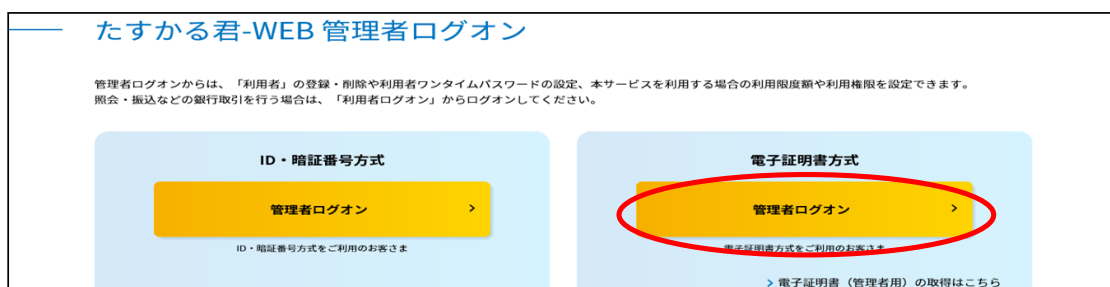 たすかる君-WEB 管理者ログオン
管理者ログオンからは、「利用者」の登録・削除や利用者ワンタイムパスワードの設定、本サービスを利用する場合の利用限度額や利用権限を設定できます。
照会・振込などの銀行取引を行う場合は、「利用者ログオン」からログオンしてください。
ID・暗証番号方式
管理者ログオン
ID・暗証番号方式をご利用のお客さま
電子証明書方式
管理者ログオン
電子証明書方式をご利用のお客さま
電子証明書（管理者用）の取得はこちら